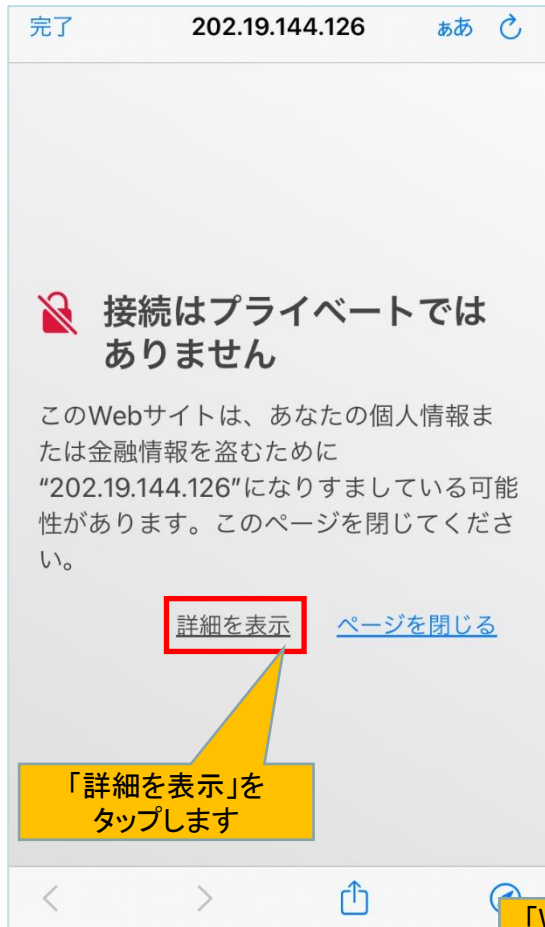 完了 202.19.144.126 ぁあ
接続はプライベートでは
ありません
このWebサイトは、あなたの個人情報ま
たは金融情報を盗むために
“202.19.144.126”になりすましている可能
性があります。このページを閉じてくださ
い。
詳細を表示 ページを閉じる
「詳細を表示」を
タップします